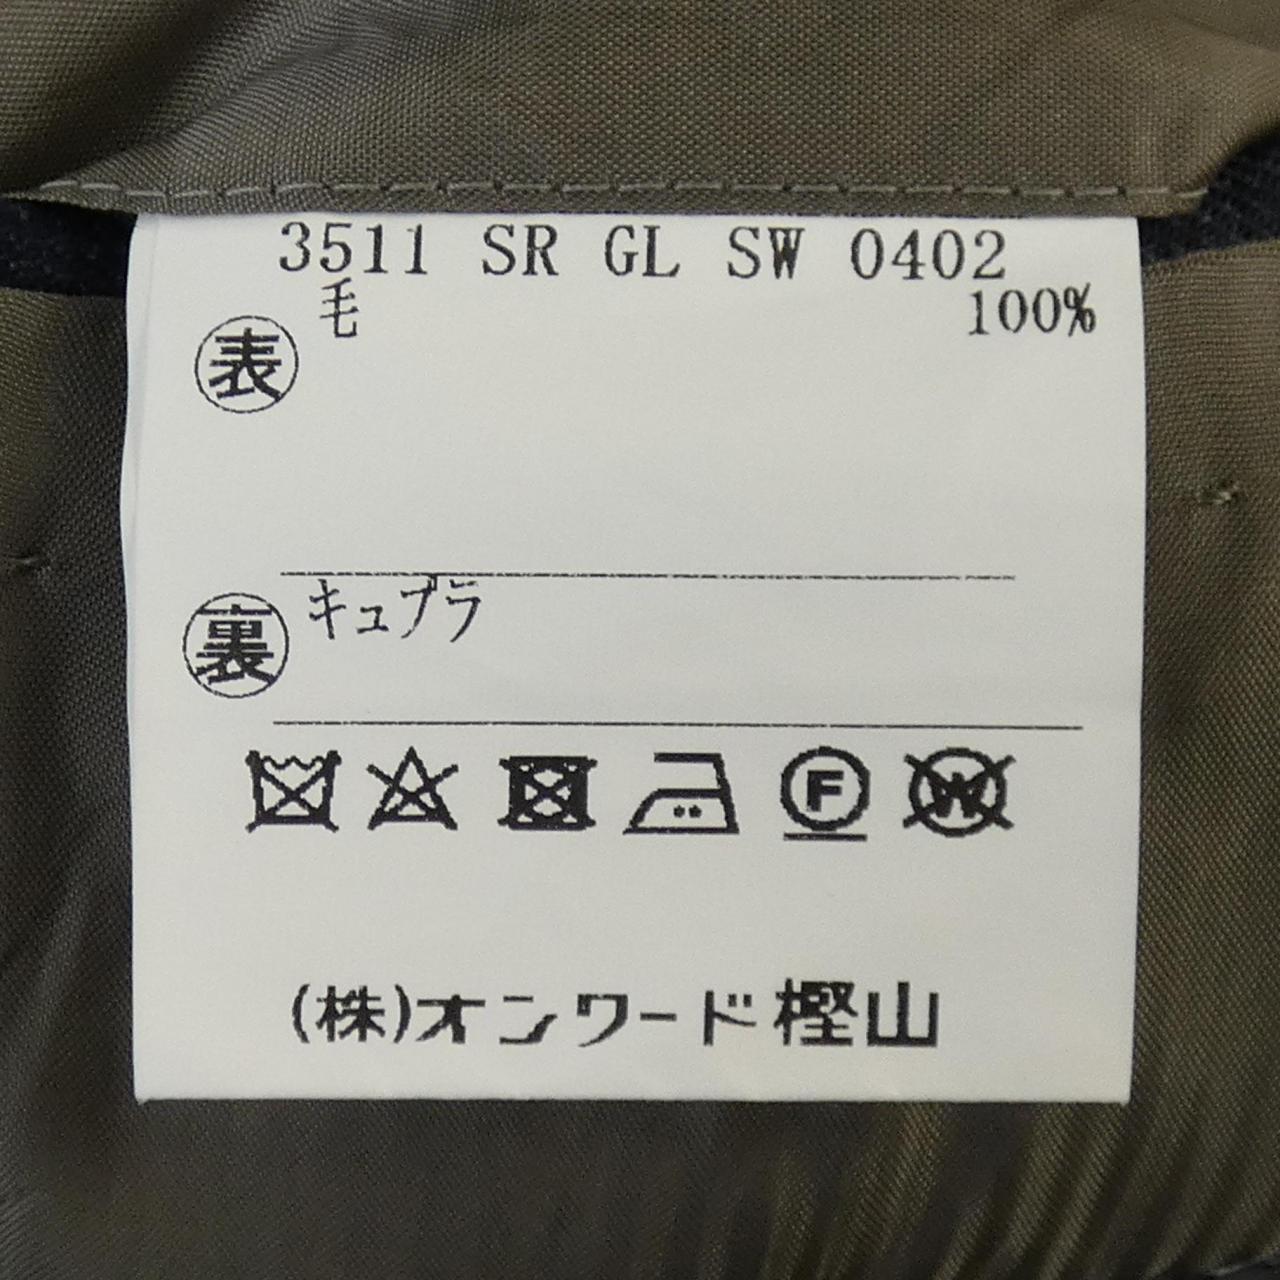 3511 SR GL SW 0402
表 毛 100%
裏 キュプラ
F W
(株)オンワード樫山